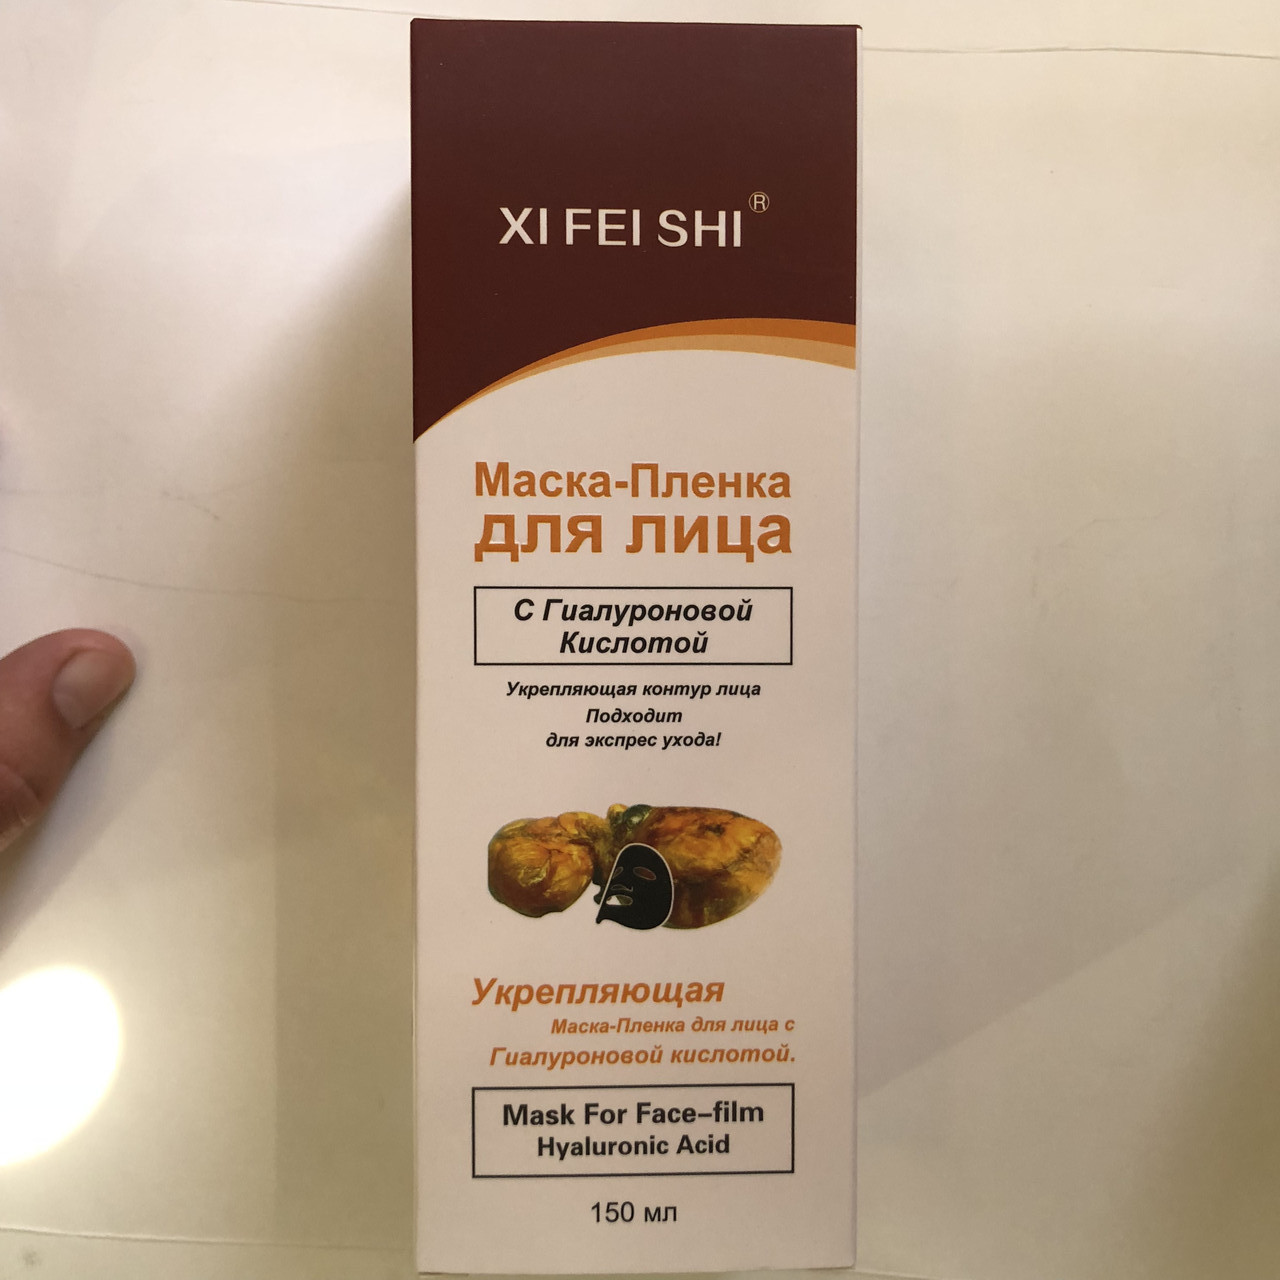 XI FEI SHI®
Маска-Пленка
для лица
С Гиалуроновой
Кислотой
Укрепляющая контур лица
Подходит
для экспрес ухода!
Укрепляющая
Маска-Пленка для лица с
Гиалуроновой кислотой.
Mask For Face-film
Hyaluronic Acid
150 мл